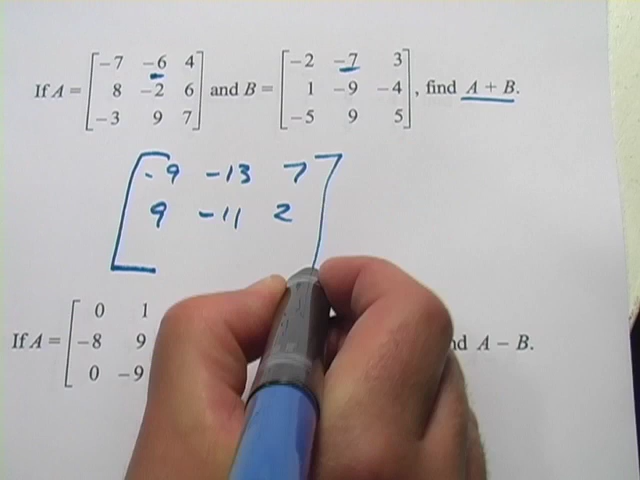 -7 -6 4
If A = 8 -2 6 and B = 1 -9 -4, find A + B.
-3 9 7
-2 -7 3
-5 9 5
-9 -13 7
9 -11 2
0 1
If A = -8 9
0 -9
A - B.